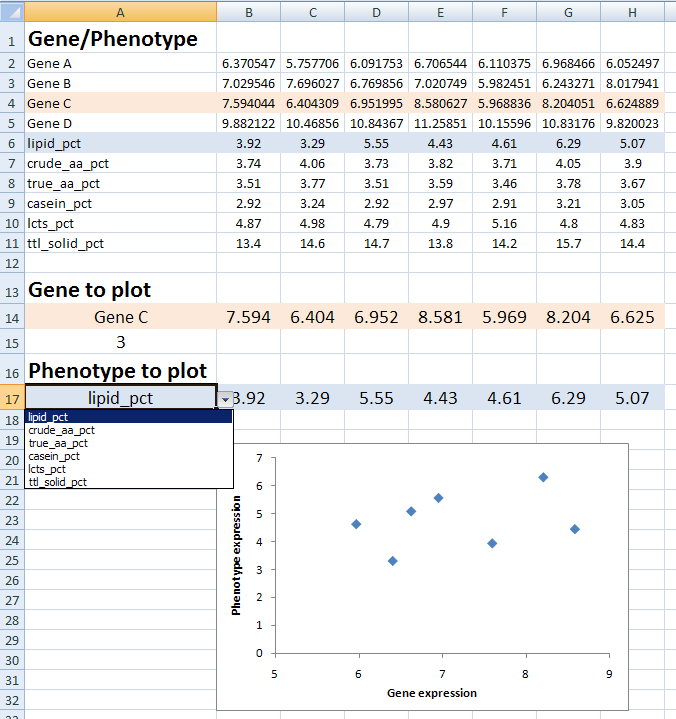 A B C D E F G H
1 Gene/Phenotype
2 Gene A 6.370547 5.757706 6.091753 6.706544 6.110375 6.968466 6.052497
3 Gene B 7.029546 7.696027 6.769856 7.020749 5.982451 6.243271 8.017941
4 Gene C 7.594044 6.404309 6.951995 8.580627 5.968836 8.204051 6.624889
5 Gene D 9.882122 10.46856 10.84367 11.25851 10.15596 10.83176 9.820023
6 lipid_pct 3.92 3.29 5.55 4.43 4.61 6.29 5.07
7 crude_aa_pct 3.74 4.06 3.73 3.82 3.71 4.05 3.9
8 true_aa_pct 3.51 3.77 3.51 3.59 3.46 3.78 3.67
9 casein_pct 2.92 3.24 2.92 2.97 2.91 3.21 3.05
10 lcts_pct 4.87 4.98 4.79 4.9 5.16 4.8 4.83
11 ttl_solid_pct 13.4 14.6 14.7 13.8 14.2 15.7 14.4
12
13 Gene to plot
14 Gene C 7.594 6.404 6.952 8.581 5.969 8.204 6.625
15 3
16 Phenotype to plot
17 lipid_pct 3.92 3.29 5.55 4.43 4.61 6.29 5.07
18 lipid_pct
crude_aa_pct
19 true_aa_pct
20 casein_pct
lcts_pct
21 ttl_solid_pct
22
23
24
25
26
27
28
29
30
31
32
7
6
5
4
3
2
1
0
Phenotype expression
5 6 7 8 9
Gene expression